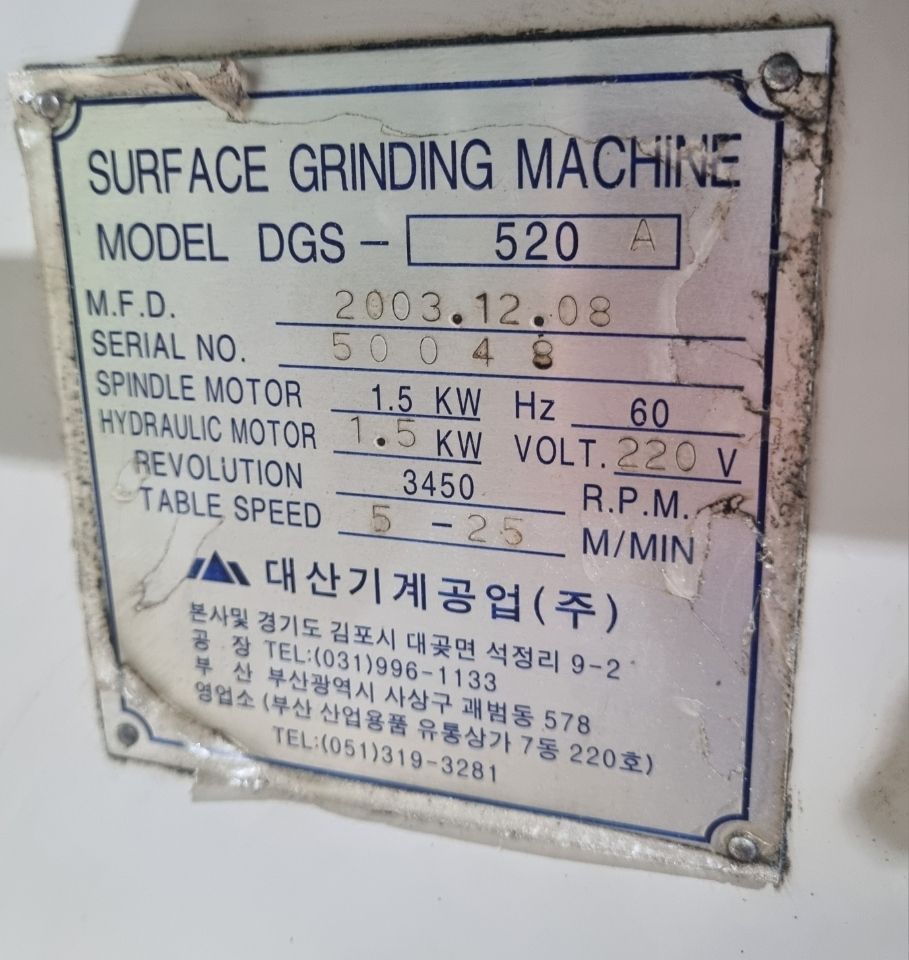 SURFACE GRINDING MACHINE
MODEL DGS - 520 A
M.F.D. 2003.12.08
SERIAL NO. 50048
SPINDLE MOTOR 1.5 KW Hz 60
HYDRAULIC MOTOR 1.5 KW VOLT. 220 V
REVOLUTION 3450 R.P.M.
TABLE SPEED 5 - 25 M/MIN
대산기계공업(주)
본사및 경기도 김포시 대곶면 석정리 9-2
공 장 TEL:(031)996-1133
부 산 부산광역시 사상구 괘범동 578
영업소 (부산 산업용품 유통상가 7동 220호)
TEL:(051)319-3281